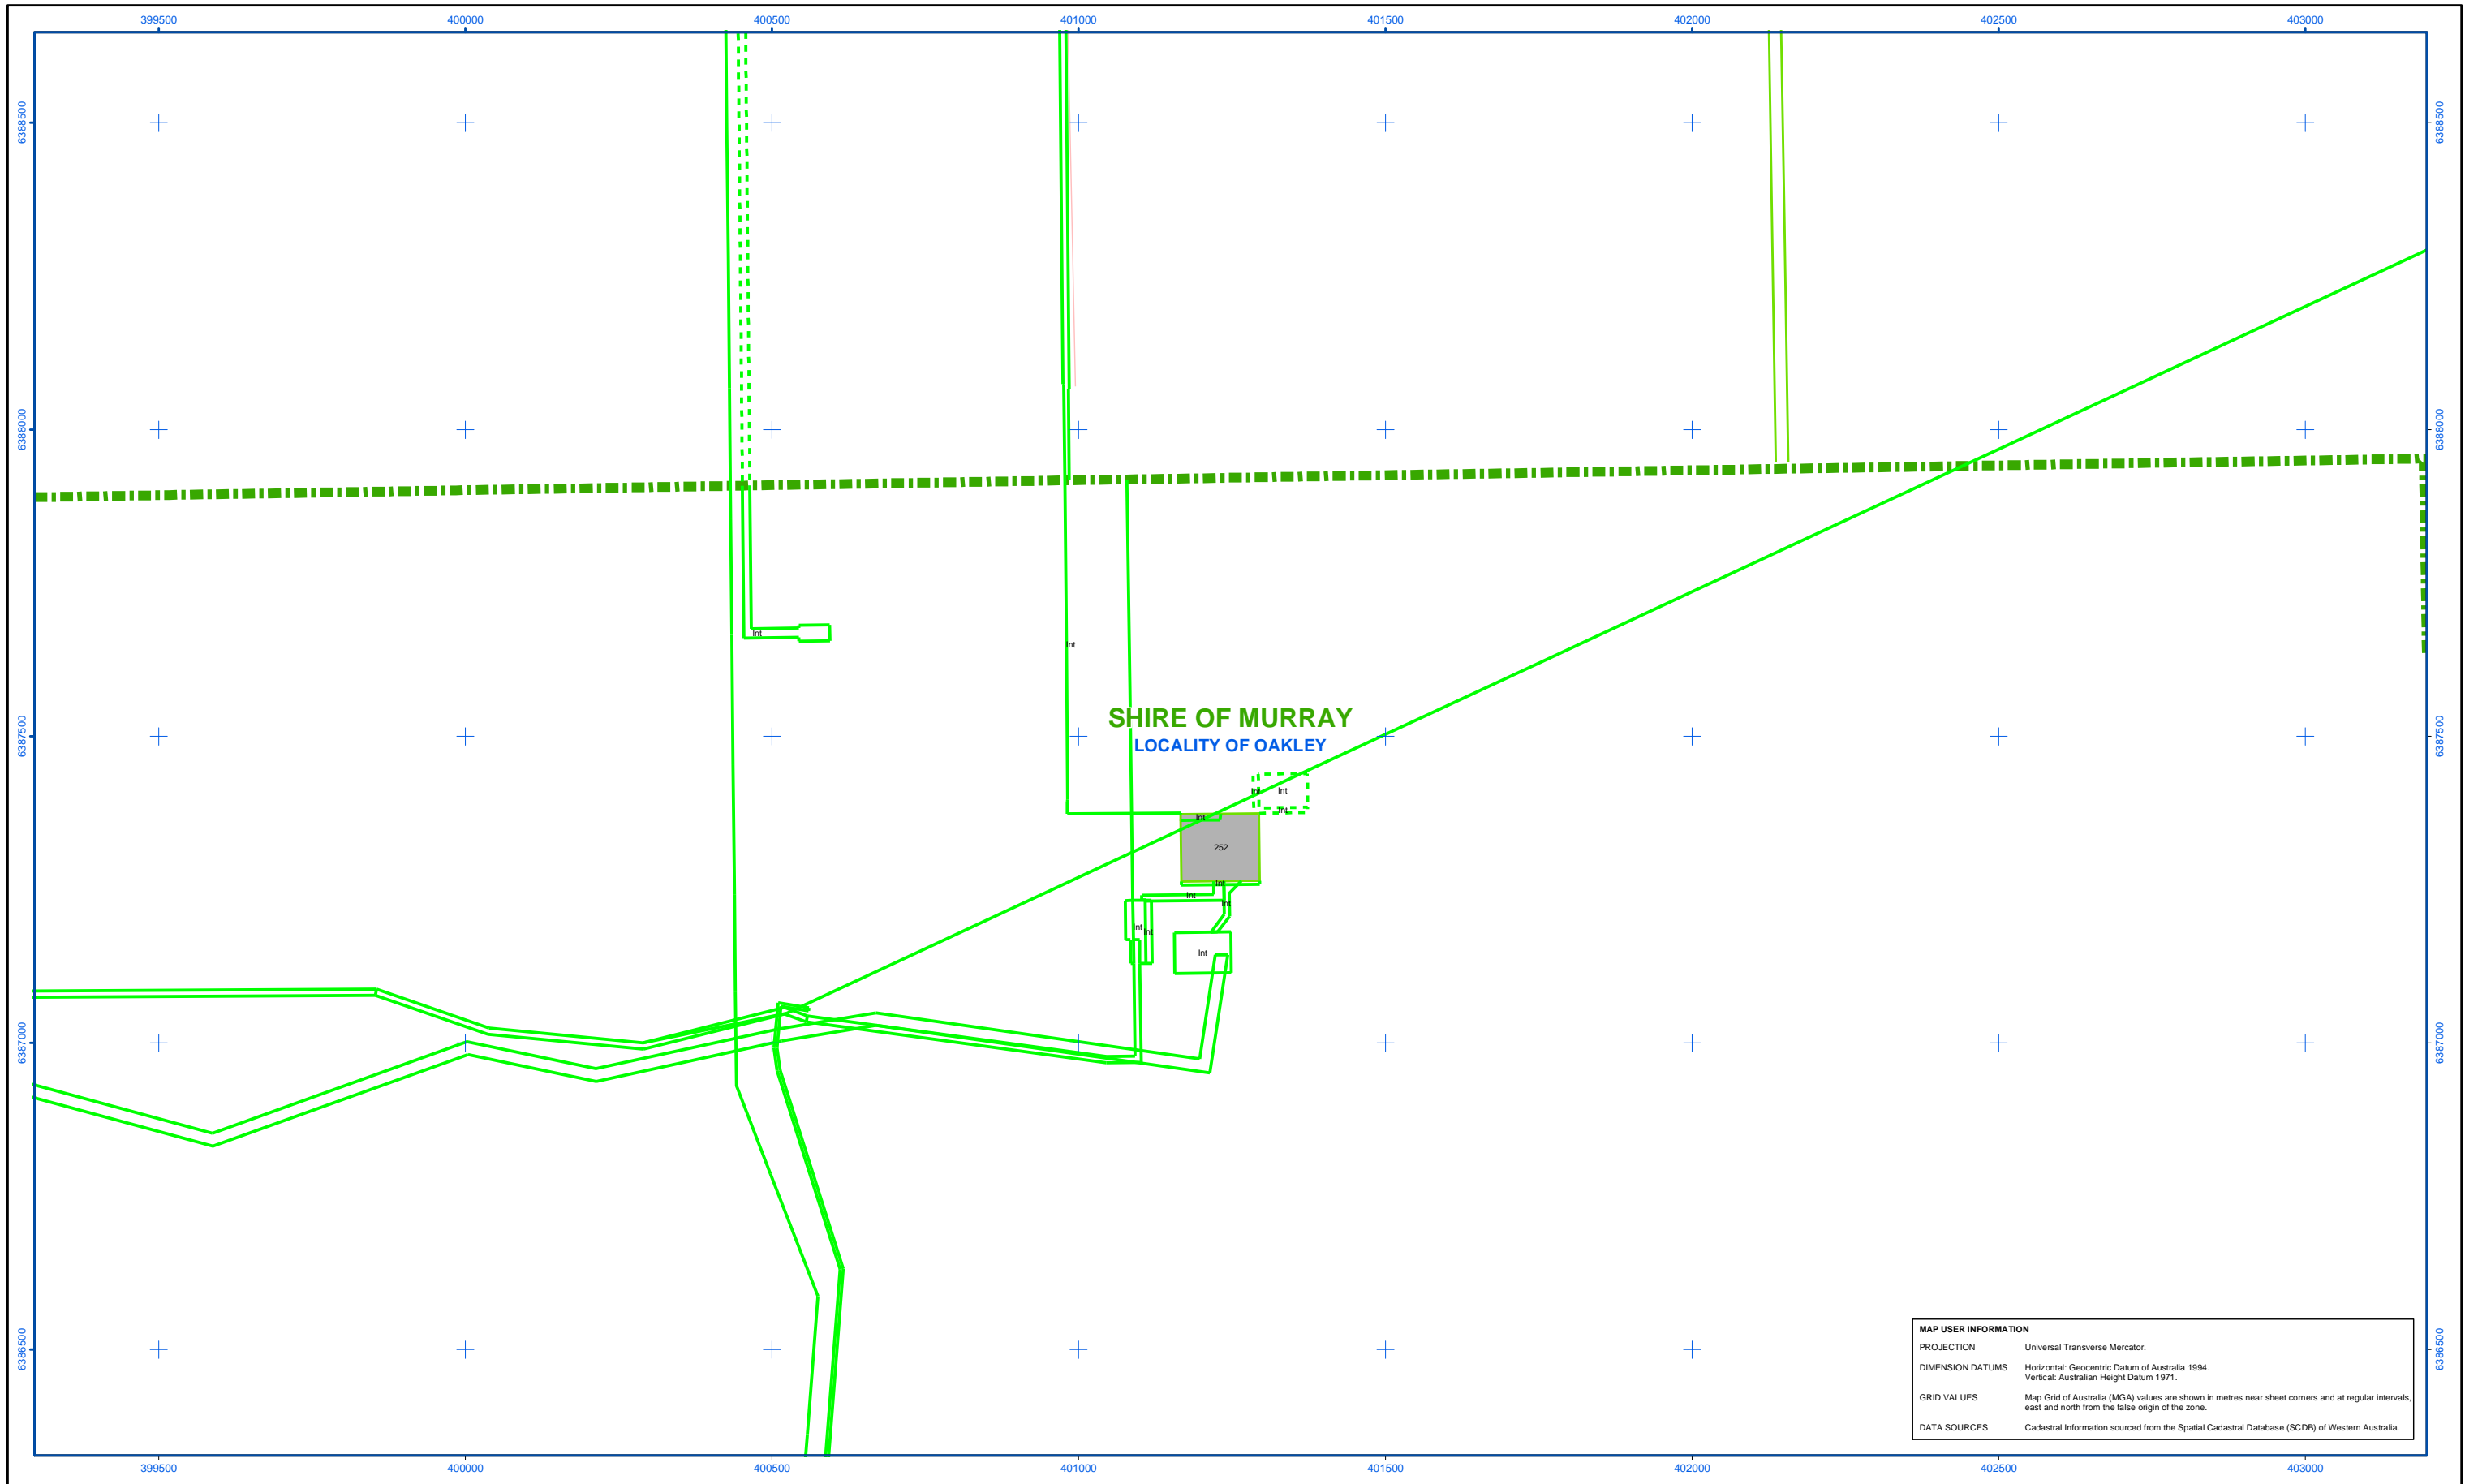 399500 400000 400500 401000 401500 402000 402500 403000
6388500 6388500
6388000 6388000
Int
Int
SHIRE OF MURRAY
6387500 6387500
LOCALITY OF OAKLEY
Int Int
Int
Int
252
Int
Int
Int
Int
Int
Int
6387000 6387000
6386500 6386500
MAP USER INFORMATION
PROJECTION Universal Transverse Mercator.
DIMENSION DATUMS Horizontal: Geocentric Datum of Australia 1994.
Vertical: Australian Height Datum 1971.
GRID VALUES Map Grid of Australia (MGA) values are shown in metres near sheet corners and at regular intervals,
east and north from the false origin of the zone.
DATA SOURCES Cadastral Information sourced from the Spatial Cadastral Database (SCDB) of Western Australia.
399500 400000 400500 401000 401500 402000 402500 403000